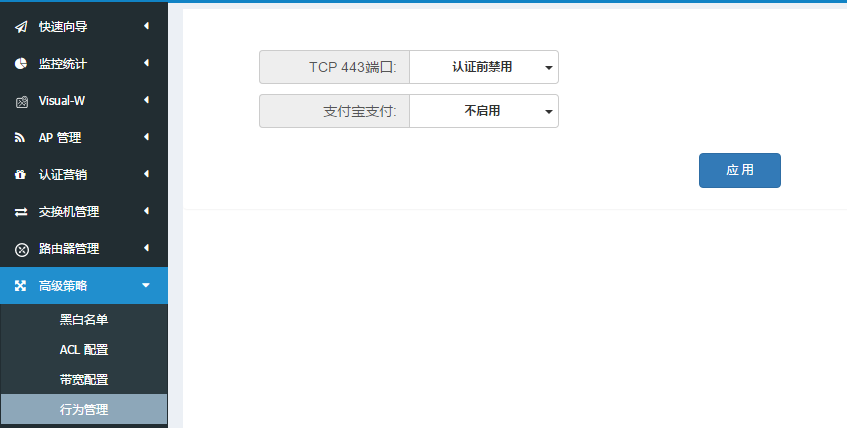 快速向导
监控统计
Visual-W
AP 管理
认证营销
交换机管理
路由器管理
高级策略
黑白名单
ACL 配置
带宽配置
行为管理
TCP 443端口: 认证前禁用
支付宝支付: 不启用
应 用